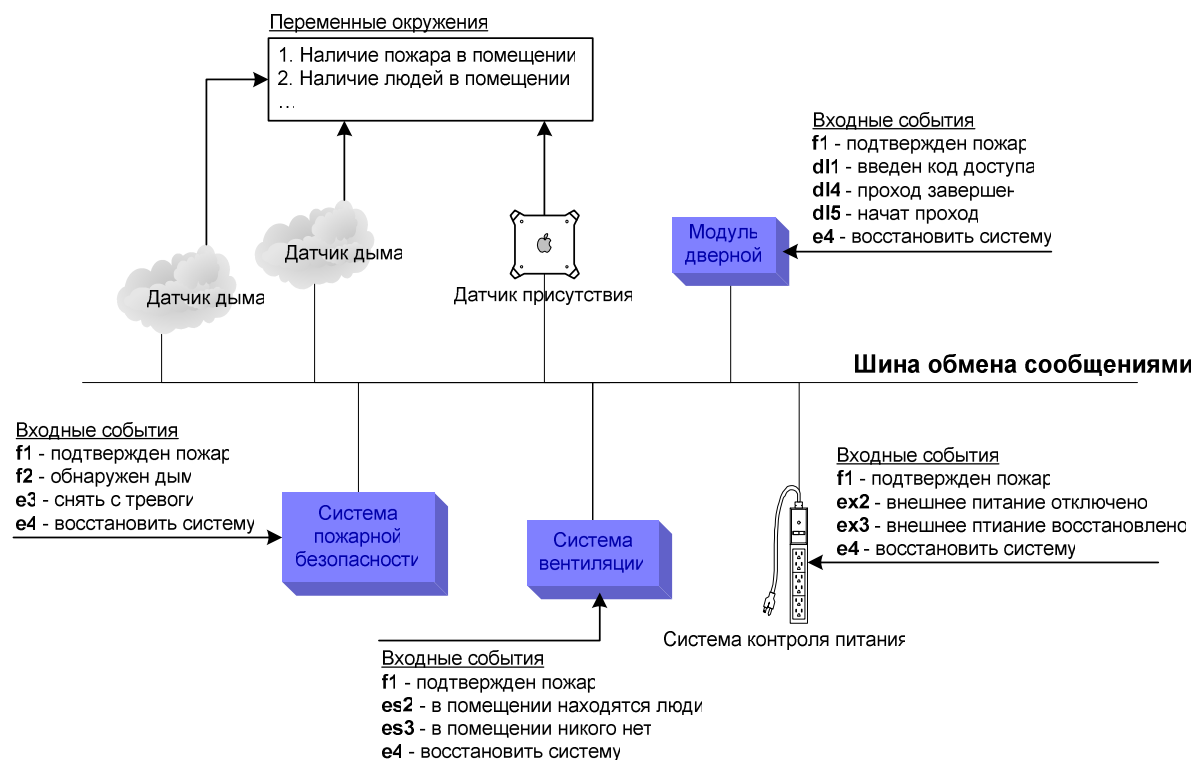 Переменные окружения
1. Наличие пожара в помещении
2. Наличие людей в помещении
...
Входные события
f1 - подтвержден пожар
dl1 - введен код доступа
dl4 - проход завершен
dl5 - начат проход
e4 - восстановить систему
Модуль
дверной
Датчик дыма
Датчик дыма
Датчик присутствия
Шина обмена сообщениями
Входные события
f1 - подтвержден пожар
f2 - обнаружен дым
e3 - снять с тревоги
e4 - восстановить систему
Система
пожарной
безопасности
Система
вентиляции
Входные события
f1 - подтвержден пожар
ex2 - внешнее питание отключено
ex3 - внешнее птиание восстановлено
e4 - восстановить систему
Система контроля питания
Входные события
f1 - подтвержден пожар
es2 - в помещении находятся люди
es3 - в помещении никого нет
e4 - восстановить систему